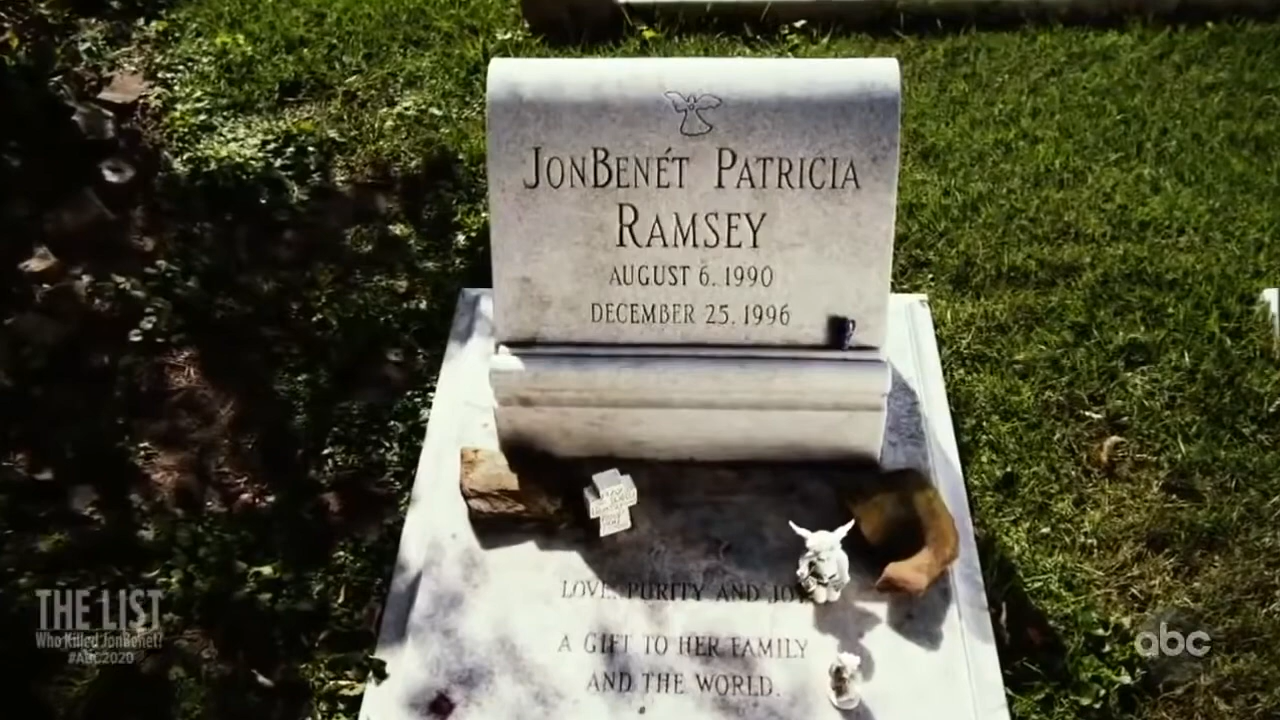 JonBenét Patricia
Ramsey
August 6, 1990
December 25, 1996
Love, Purity and Joy
A Gift to Her Family
and the World.
THE LIST
Who Killed JonBenét?
#ABC2020
abc